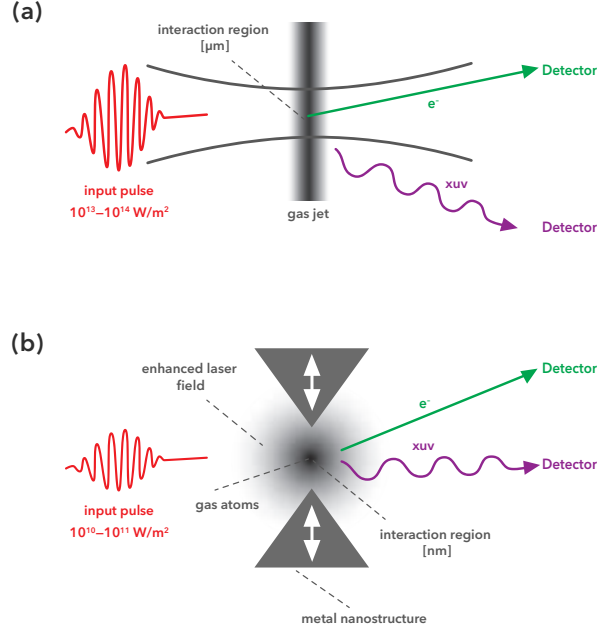 (a)
interaction region
[μm]
Detector
e⁻
xuv
input pulse
10¹³–10¹⁴ W/m²
gas jet
Detector
(b)
enhanced laser
field
Detector
e⁻
xuv
Detector
gas atoms
input pulse
10¹⁰–10¹¹ W/m²
interaction region
[nm]
metal nanostructure